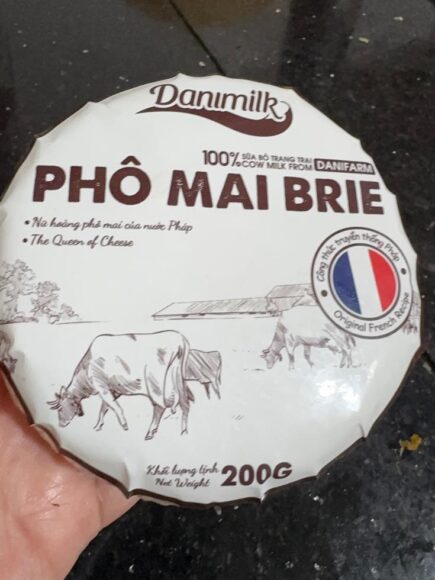 Danimilk
100% SỮA BÒ TRANG TRẠI
COW MILK FROM DANIFARM
PHÔ MAI BRIE
• Nữ hoàng phô mai của nước Pháp
• The Queen of Cheese
Công thức truyền thống Pháp
Original French Recipe
Khối lượng tịnh
Net Weight 200G